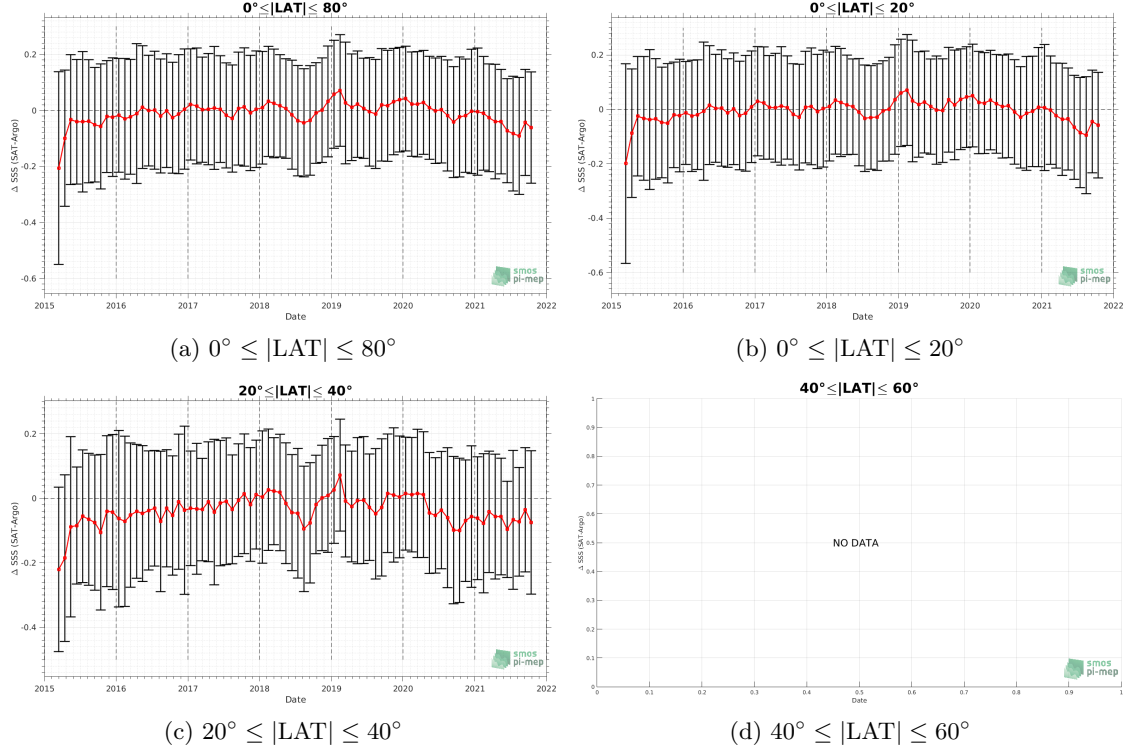 0°≤|LAT|≤ 80°
0.2
0
-0.2
-0.4
-0.6
Δ SSS (SAT-Argo)
2015 2016 2017 2018 2019 2020 2021 2022
Date
smos
pi-mep
(a) 0° ≤ |LAT| ≤ 80°
0°≤|LAT|≤ 20°
0.2
0
-0.2
-0.4
-0.6
Δ SSS (SAT-Argo)
2015 2016 2017 2018 2019 2020 2021 2022
Date
smos
pi-mep
(b) 0° ≤ |LAT| ≤ 20°
20°≤|LAT|≤ 40°
0.2
0
-0.2
-0.4
Δ SSS (SAT-Argo)
2015 2016 2017 2018 2019 2020 2021 2022
Date
smos
pi-mep
(c) 20° ≤ |LAT| ≤ 40°
40°≤|LAT|≤ 60°
1
0.9
0.8
0.7
0.6
0.5
0.4
0.3
0.2
0.1
0
Δ SSS (SAT-Argo)
NO DATA
0 0.1 0.2 0.3 0.4 0.5 0.6 0.7 0.8 0.9 1
Date
smos
pi-mep
(d) 40° ≤ |LAT| ≤ 60°